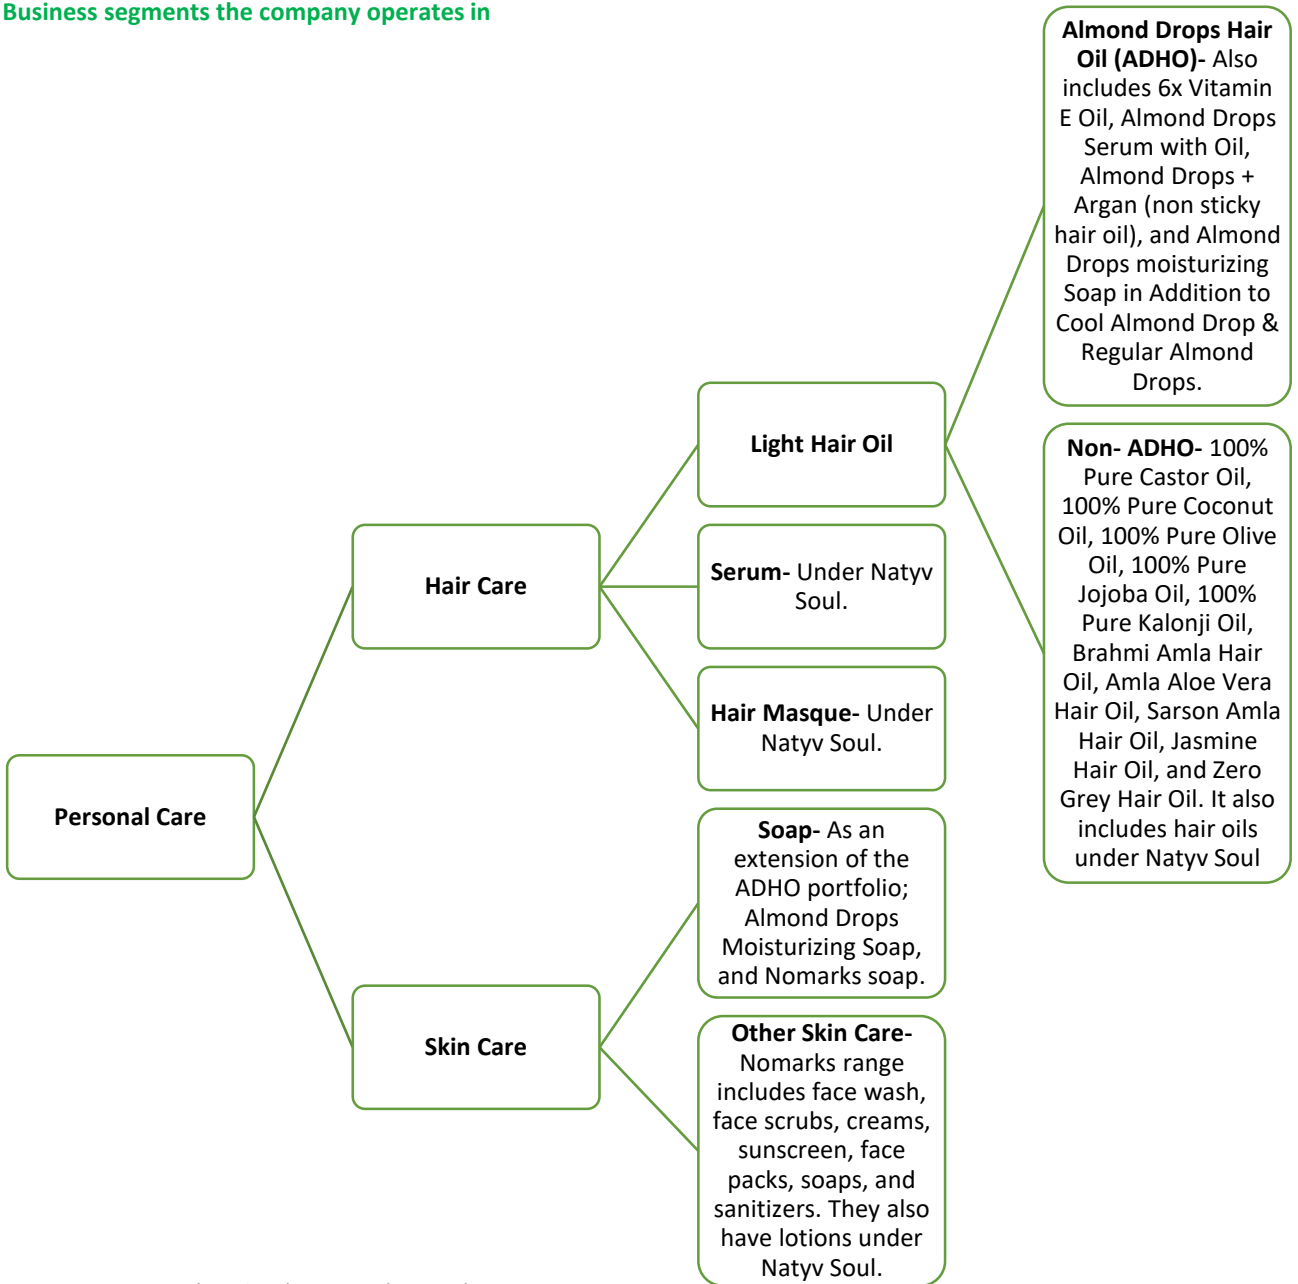 Business segments the company operates in
Personal Care
Hair Care
Light Hair Oil
Almond Drops Hair
Oil (ADHO)- Also
includes 6x Vitamin
E Oil, Almond Drops
Serum with Oil,
Almond Drops +
Argan (non sticky
hair oil), and Almond
Drops moisturizing
Soap in Addition to
Cool Almond Drop &
Regular Almond
Drops.
Non- ADHO- 100%
Pure Castor Oil,
100% Pure Coconut
Oil, 100% Pure Olive
Oil, 100% Pure
Jojoba Oil, 100%
Pure Kalonji Oil,
Brahmi Amla Hair
Oil, Amla Aloe Vera
Hair Oil, Sarson Amla
Hair Oil, Jasmine
Hair Oil, and Zero
Grey Hair Oil. It also
includes hair oils
under Natyv Soul
Serum- Under Natyv
Soul.
Hair Masque- Under
Natyv Soul.
Skin Care
Soap- As an
extension of the
ADHO portfolio;
Almond Drops
Moisturizing Soap,
and Nomarks soap.
Other Skin Care-
Nomarks range
includes face wash,
face scrubs, creams,
sunscreen, face
packs, soaps, and
sanitizers. They also
have lotions under
Natyv Soul.